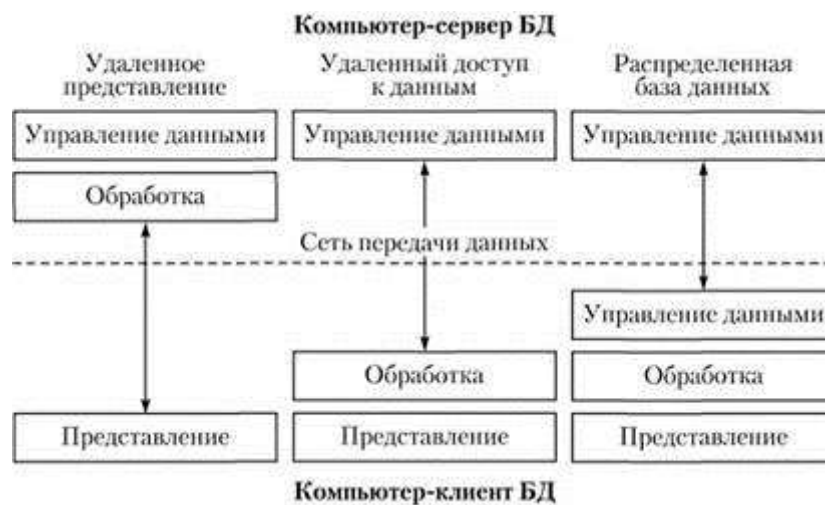 Компьютер-сервер БД
Удаленное
представление
Удаленный доступ
к данным
Распределенная
база данных
Управление данными
Управление данными
Управление данными
Обработка
Сеть передачи данных
Управление данными
Обработка
Обработка
Представление
Представление
Представление
Компьютер-клиент БД